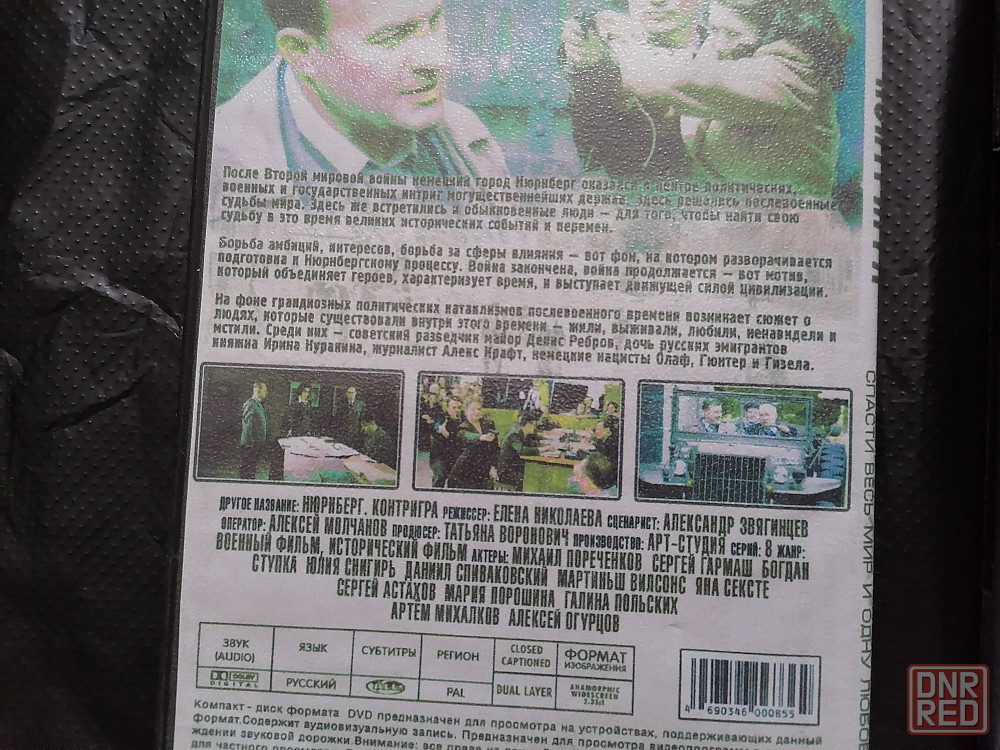 После Второй мировой войны немецкий город Нюрнберг оказался в центре политических,
военных и государственных интриг могущественнейших держав, здесь решались послевоенные
судьбы мира. Здесь же встретились и обыкновенные люди – для того, чтобы найти свою
судьбу в это время великих исторических событий и перемен.
Борьба амбиций, интересов, борьба за сферы влияния – вот фон, на котором разворачивается
подготовка к Нюрнбергскому процессу. Война закончена, война продолжается – вот мотив,
который объединяет героев, характеризует время, и выступает движущей силой цивилизации.
На фоне грандиозных политических катаклизмов послевоенного времени возникает сюжет о
людях, которые существовали внутри этого времени – жили, выживали, любили, ненавидели и
мстили. Среди них – советский разведчик майор Денис Ребров, дочь русских эмигрантов
княжна Ирина Куракина, журналист Алекс Крафт, немецкие нацисты Олаф, Гюнтер и Гизела.
ДРУГОЕ НАЗВАНИЕ: НЮРНБЕРГ. КОНТРИГРА РЕЖИССЕР: ЕЛЕНА НИКОЛАЕВА СЦЕНАРИСТ: АЛЕКСАНДР ЗВЯГИНЦЕВ
ОПЕРАТОР: АЛЕКСЕЙ МОЛЧАНОВ ПРОДЮСЕР: ТАТЬЯНА ВОРОНОВИЧ ПРОИЗВОДСТВО: АРТ-СТУДИЯ СЕРИЙ: 8 ЖАНР:
ВОЕННЫЙ ФИЛЬМ, ИСТОРИЧЕСКИЙ ФИЛЬМ АКТЕРЫ: МИХАИЛ ПОРЕЧЕНКОВ СЕРГЕЙ ГАРМАШ БОГДАН
СТУПКА ЮЛИЯ СНИГИРЬ ДАНИИЛ СПИВАКОВСКИЙ МАРТИНЬШ ВИЛСОНС ЯНА СЕКСТЕ
СЕРГЕЙ АСТАХОВ МАРИЯ ПОРОШИНА ГАЛИНА ПОЛЬСКИХ
АРТЁМ МИХАЛКОВ АЛЕКСЕЙ ОГУРЦОВ
ЗВУК (AUDIO) ЯЗЫК СУБТИТРЫ РЕГИОН CLOSED CAPTIONED ФОРМАТ ИЗОБРАЖЕНИЯ
DOLBY DIGITAL РУССКИЙ PAL DUAL LAYER ANAMORPHIC WIDESCREEN
4 690346 000855
Компакт - диск формата DVD предназначен для просмотра на устройствах, поддерживающих данный
формат.Содержит аудиовизуальную запись. Предназначен для просмотра видеопрограмм
ждении звуковой дорожки.Внимание: все права
для частного просмотра
СПАСТИ ВЕСЬ МИР И ОДНУ ЛЮБОВ
DNR
RED